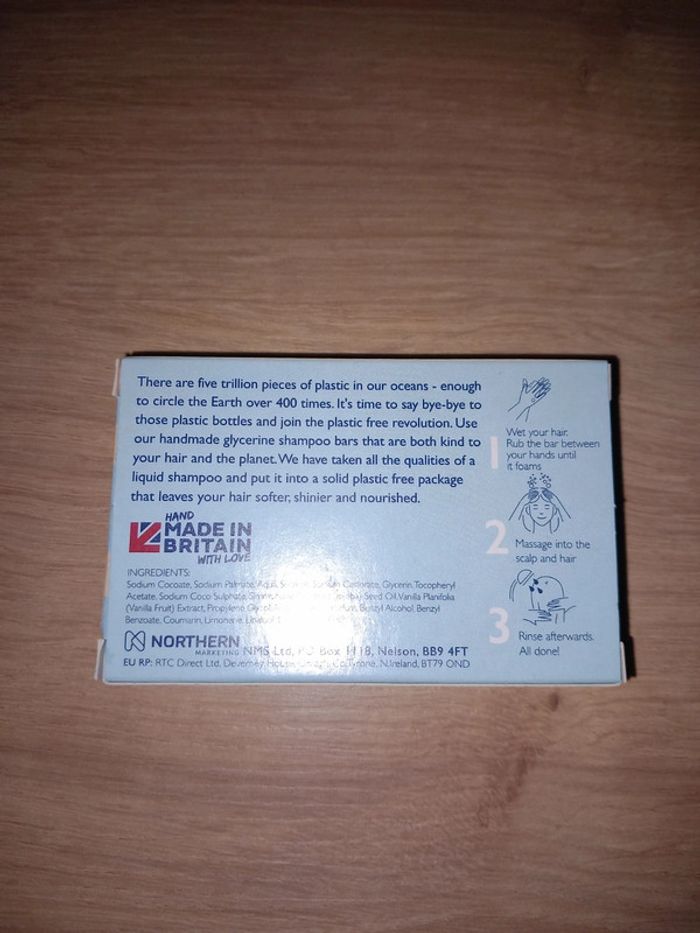 There are five trillion pieces of plastic in our oceans - enough
to circle the Earth over 400 times. It's time to say bye-bye to
those plastic bottles and join the plastic free revolution. Use
our handmade glycerine shampoo bars that are both kind to
your hair and the planet. We have taken all the qualities of a
liquid shampoo and put it into a solid plastic free package
that leaves your hair softer, shinier and nourished.
HAND
MADE IN
BRITAIN
WITH LOVE
INGREDIENTS:
Sodium Cocoate, Sodium Palmate, Aqua, Glycerin, Tocopheryl
Acetate, Sodium Coco Sulphate, Seed Oil, Vanilla Planifolia
(Vanilla Fruit) Extract, Propylene Benzyl Alcohol, Benzyl
Benzoate, Coumarin, Limonene,
NORTHERN
MARKETING
NMS Ltd, PO Box 1118, Nelson, BB9 4FT
EU RP: RTC Direct Ltd, Deverney House, Co.Tyrone, N.Ireland, BT79 OND
1
Wet your hair.
Rub the bar between
your hands until
it foams
2
Massage into the
scalp and hair
3
Rinse afterwards.
All done!